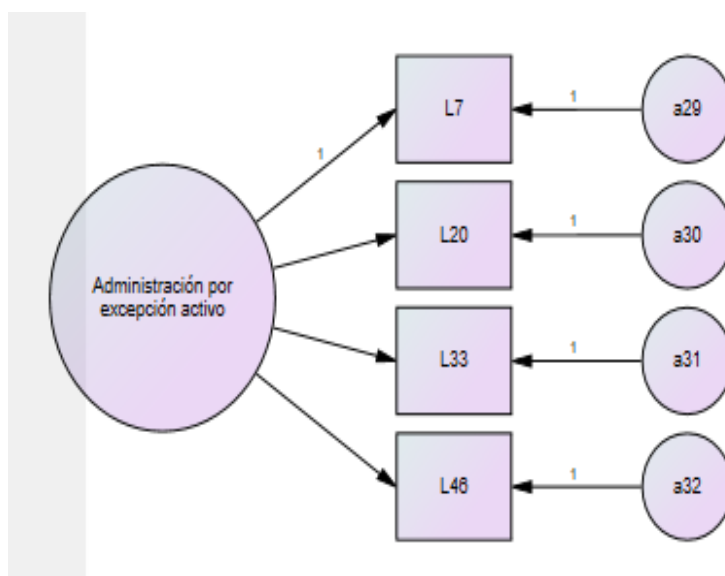 L7
1
a29
1
L20
1
a30
Administración por
excepción activo
L33
1
a31
L46
1
a32